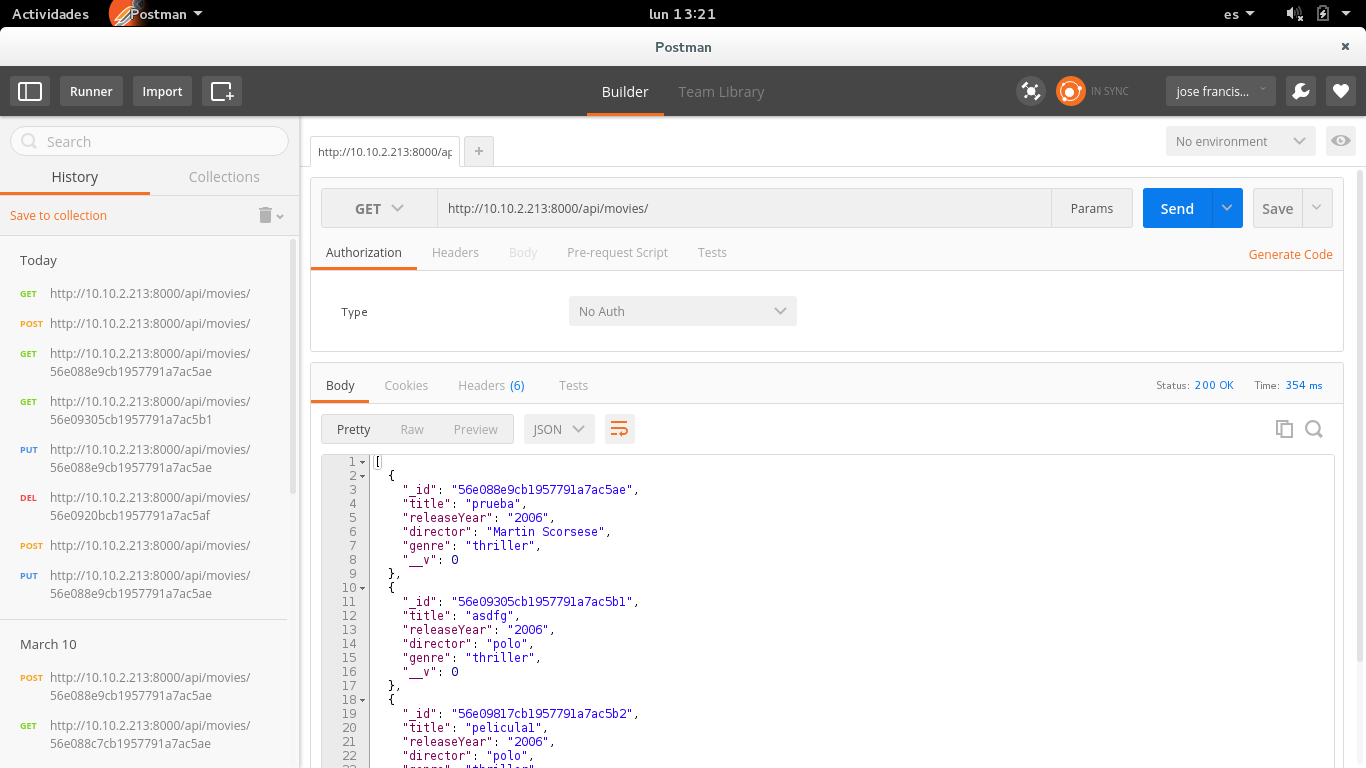 Actividades Postman lun 13:21 es
Postman
Runner Import Builder Team Library IN SYNC jose francis...
Search
History Collections
Save to collection
Today
GET http://10.10.2.213:8000/api/movies/
POST http://10.10.2.213:8000/api/movies/
GET http://10.10.2.213:8000/api/movies/
56e088e9cb1957791a7ac5ae
GET http://10.10.2.213:8000/api/movies/
56e09305cb1957791a7ac5b1
PUT http://10.10.2.213:8000/api/movies/
56e088e9cb1957791a7ac5ae
DEL http://10.10.2.213:8000/api/movies/
56e0920bcb1957791a7ac5af
POST http://10.10.2.213:8000/api/movies/
PUT http://10.10.2.213:8000/api/movies/
56e088e9cb1957791a7ac5ae
March 10
POST http://10.10.2.213:8000/api/movies/
56e088e9cb1957791a7ac5ae
GET http://10.10.2.213:8000/api/movies/
56e088c7cb1957791a7ac5ae
http://10.10.2.213:8000/ap + No environment
GET http://10.10.2.213:8000/api/movies/ Params Send Save
Authorization Headers Body Pre-request Script Tests Generate Code
Type No Auth
Body Cookies Headers (6) Tests Status: 200 OK Time: 354 ms
Pretty Raw Preview JSON
1 [
2 {
3 "_id": "56e088e9cb1957791a7ac5ae",
4 "title": "prueba",
5 "releaseYear": "2006",
6 "director": "Martin Scorsese",
7 "genre": "thriller",
8 "__v": 0
9 },
10 {
11 "_id": "56e09305cb1957791a7ac5b1",
12 "title": "asdfg",
13 "releaseYear": "2006",
14 "director": "polo",
15 "genre": "thriller",
16 "__v": 0
17 },
18 {
19 "_id": "56e09817cb1957791a7ac5b2",
20 "title": "pelicula1",
21 "releaseYear": "2006",
22 "director": "polo",
23 "genre": "thriller",